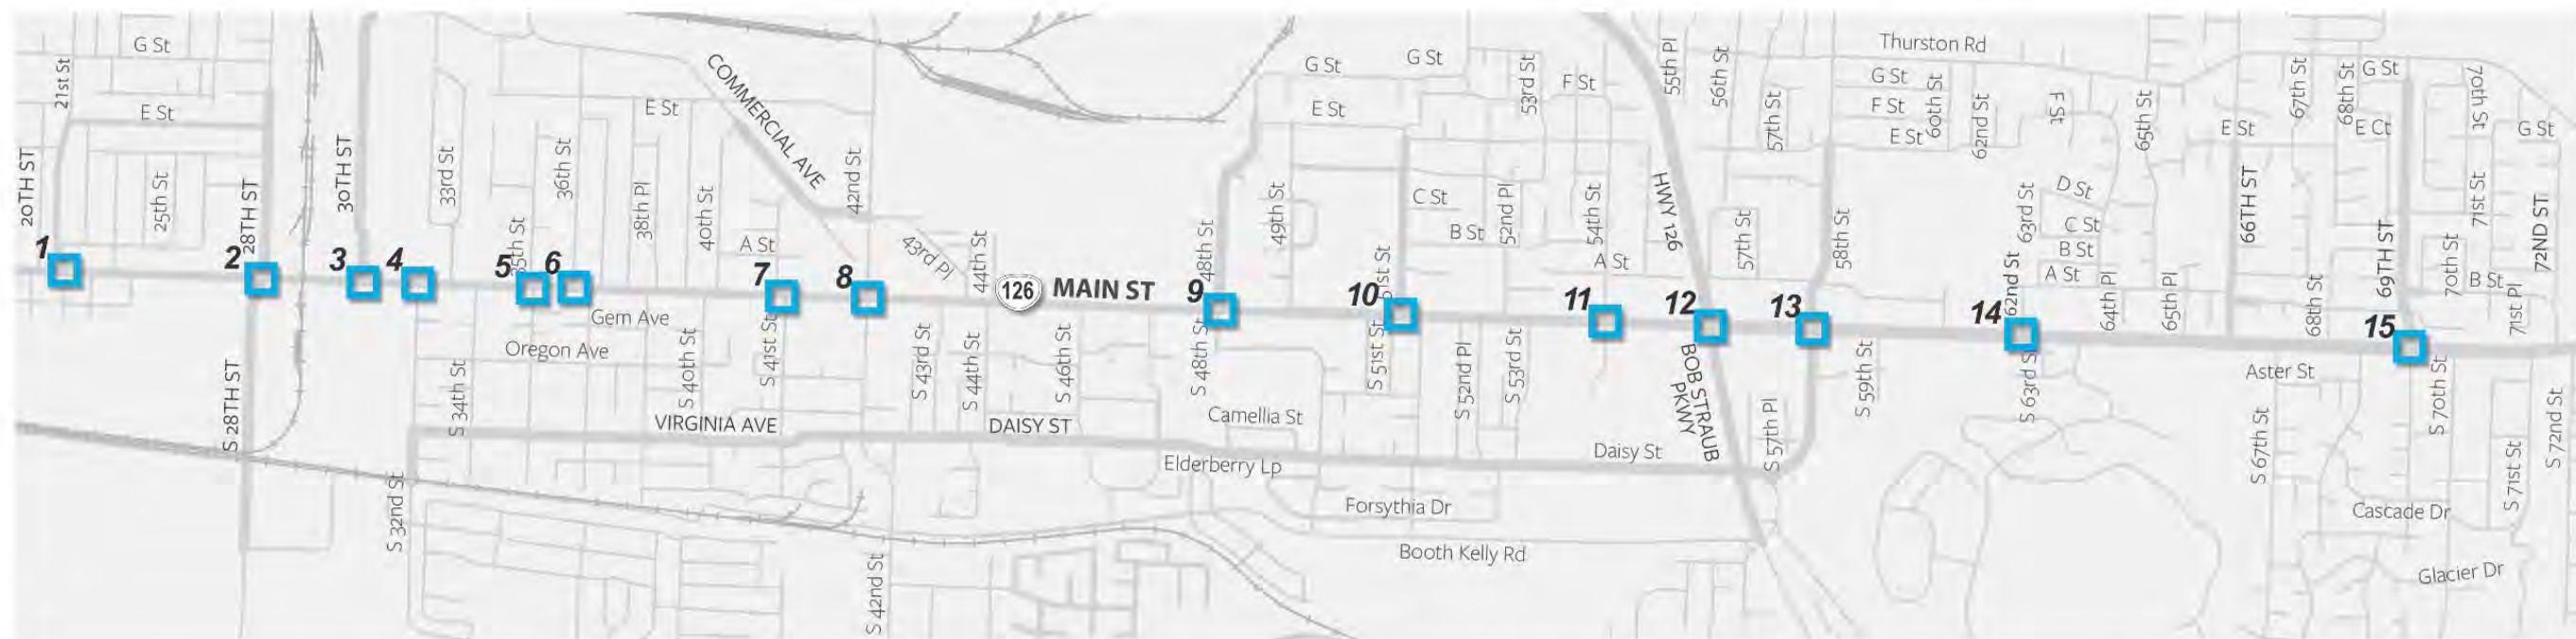 G St
21st St
E St
20TH ST
25th St
28TH ST
30TH ST
33rd St
35th St
36th St
E St
38th Pl
40th St
COMMERCIAL AVE
42nd St
A St
43rd Pl
44th St
126 MAIN ST
48th St
49th St
G St
E St
G St
51st St
C St
B St
52nd Pl
53rd St
F St
54th St
A St
HWY 126
55th Pl
56th St
57th St
57th St
58th St
Thurston Rd
G St
F St
E St
60th St
62nd St
F St
65th St
D St
C St
B St
A St
63rd St
62nd St
64th Pl
65th Pl
E St
66TH ST
67th St
68th St
G St
E Ct
68th St
69TH ST
70th St
G St
71st St
72ND ST
70th St
B St
71st Pl
1
2
3
4
5
6
7
8
9
10
11
12
13
14
15
Gem Ave
Oregon Ave
S 28TH ST
S 34th St
S 40th St
S 41st St
S 43rd St
S 44th St
S 46th St
S 48th St
S 51st St
S 52nd Pl
S 53rd St
BOB STRAUB
PKWY
S 57th Pl
S 59th St
S 63rd St
Aster St
S 67th St
S 70th St
S 71st St
S 72nd St
VIRGINIA AVE
DAISY ST
Camellia St
Elderberry Lp
Daisy St
S 32nd St
Forsythia Dr
Booth Kelly Rd
S 42nd St
Cascade Dr
Glacier Dr